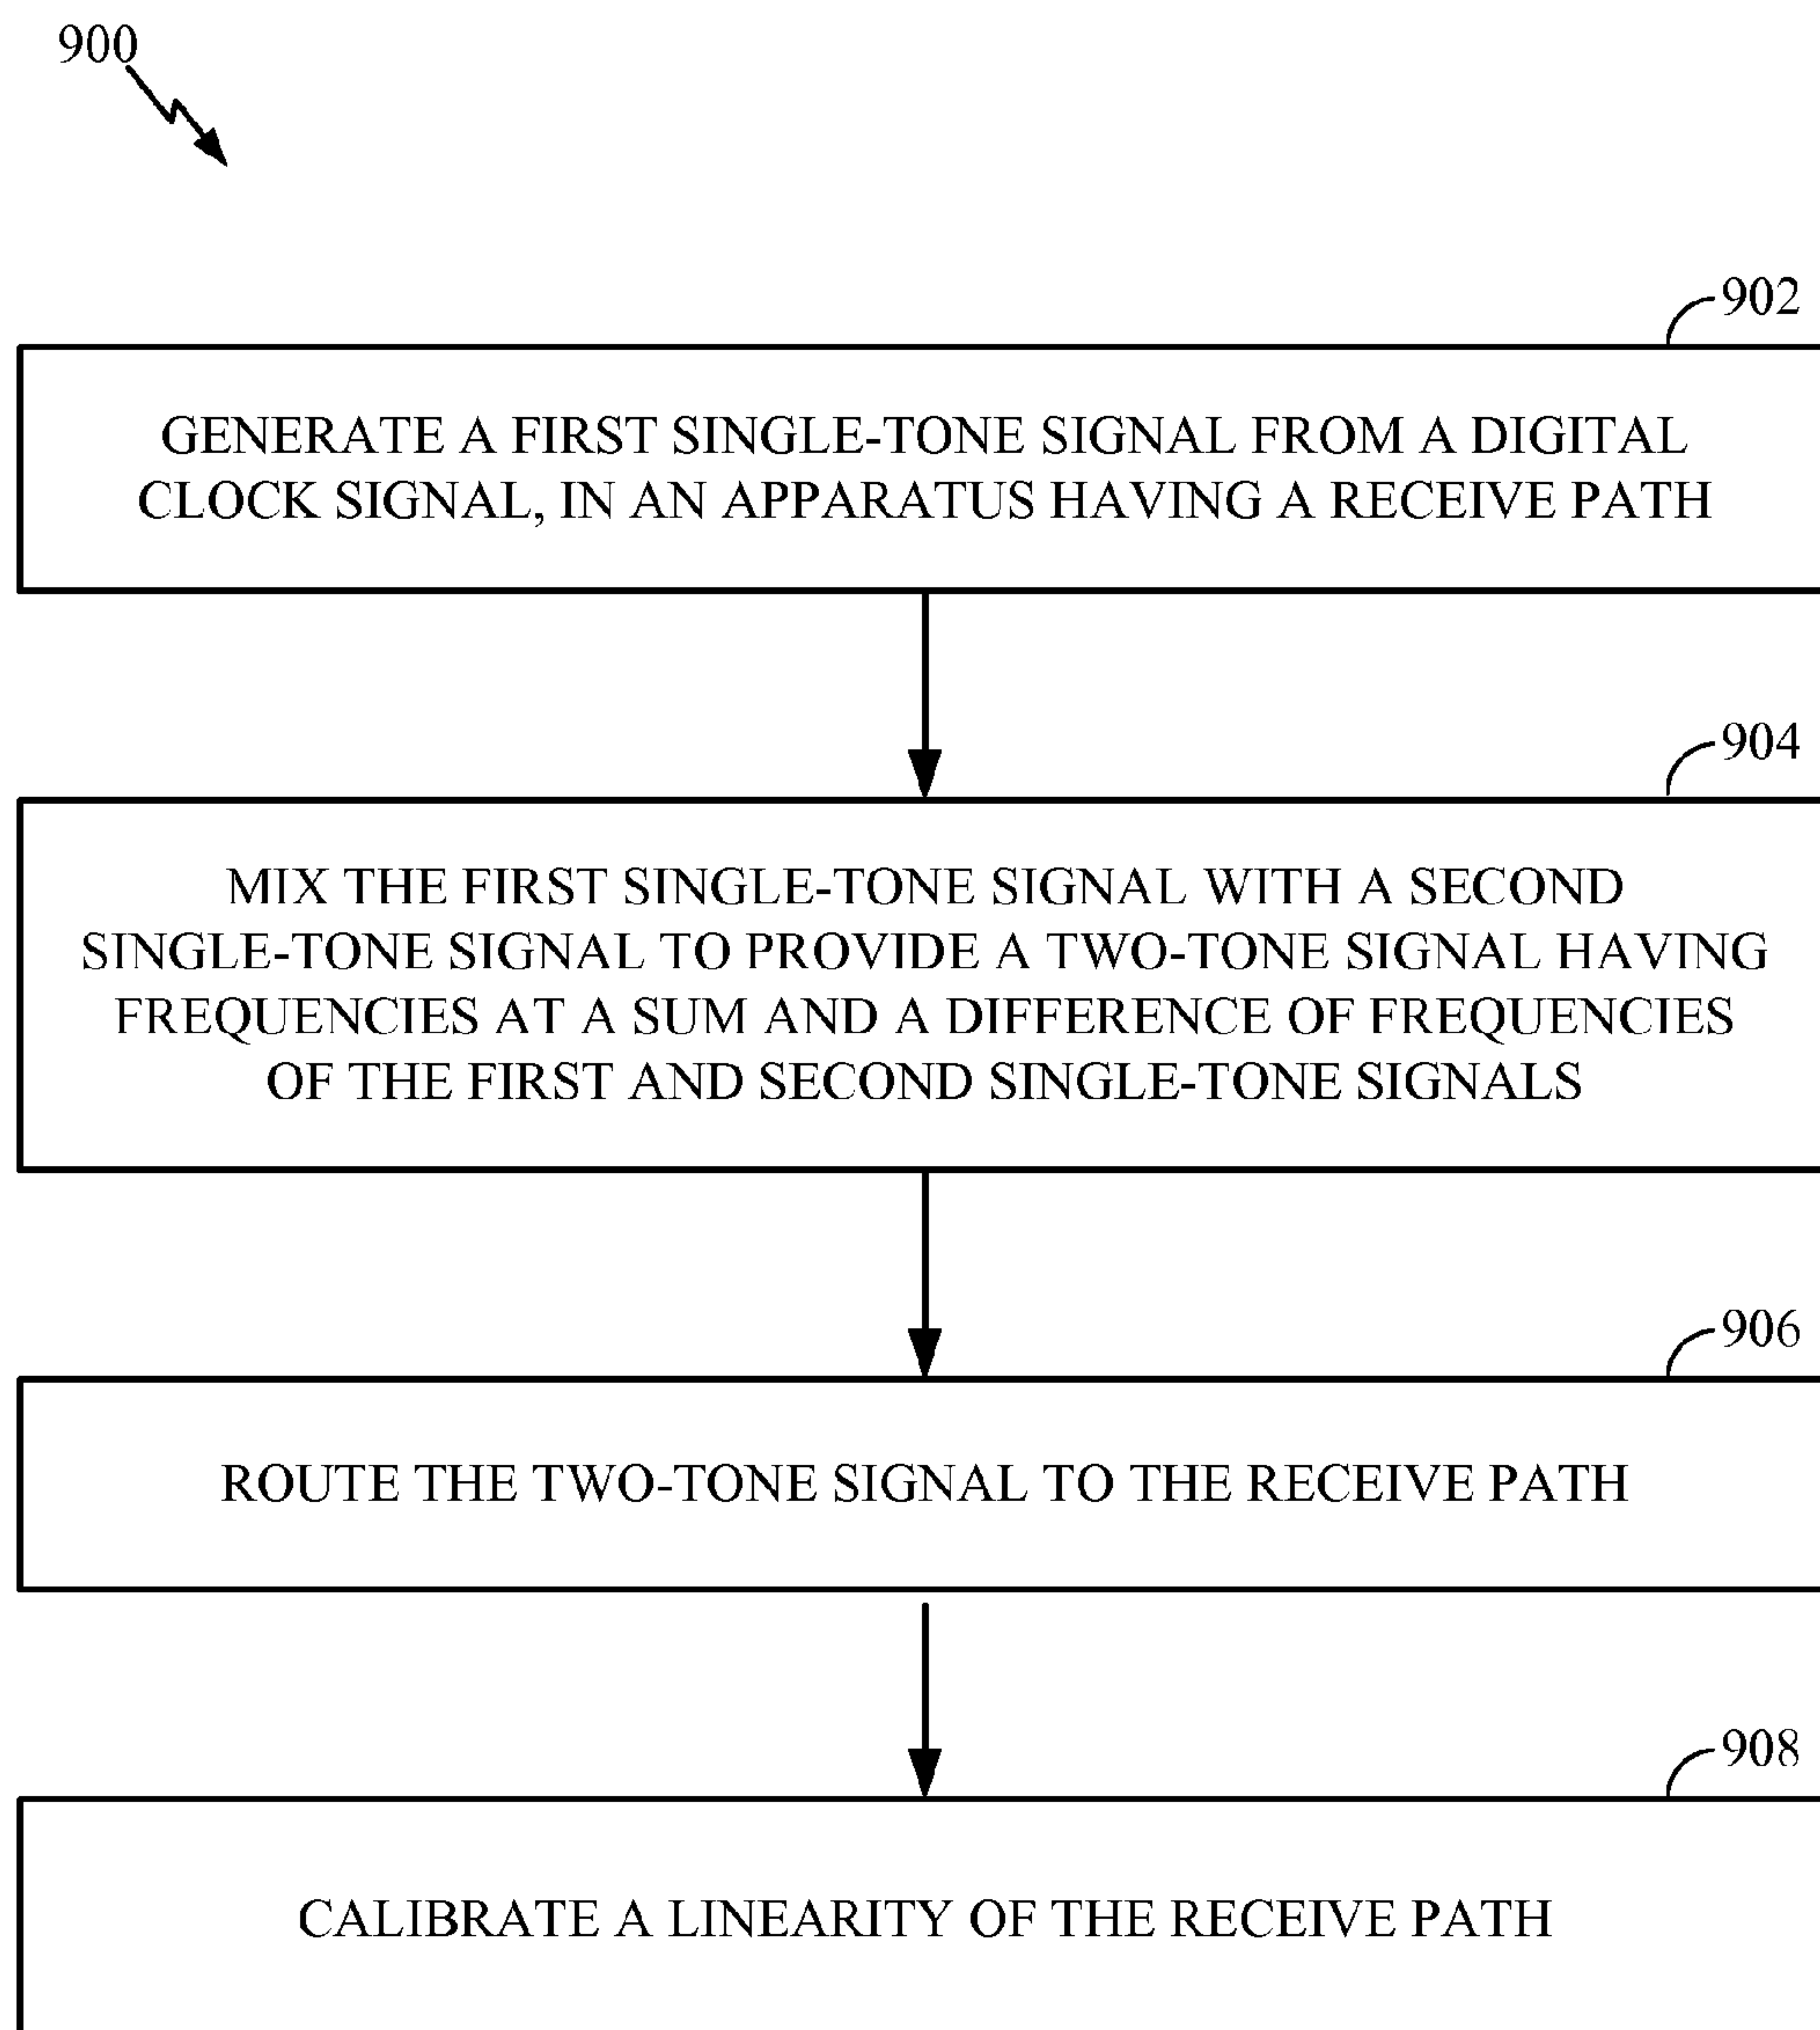 900
902
GENERATE A FIRST SINGLE-TONE SIGNAL FROM A DIGITAL
CLOCK SIGNAL, IN AN APPARATUS HAVING A RECEIVE PATH
904
MIX THE FIRST SINGLE-TONE SIGNAL WITH A SECOND
SINGLE-TONE SIGNAL TO PROVIDE A TWO-TONE SIGNAL HAVING
FREQUENCIES AT A SUM AND A DIFFERENCE OF FREQUENCIES
OF THE FIRST AND SECOND SINGLE-TONE SIGNALS
906
ROUTE THE TWO-TONE SIGNAL TO THE RECEIVE PATH
908
CALIBRATE A LINEARITY OF THE RECEIVE PATH